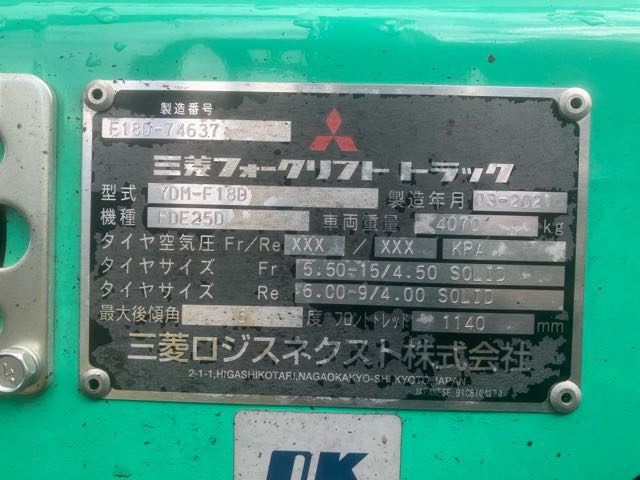 製造番号
F18D-74637
三菱フォークリフト トラック
型式 YDM-F18D 製造年月 03-2021
機種 FDE25D 車両重量 4070 kg
タイヤ空気圧 Fr/Re XXX / XXX KPA
タイヤサイズ Fr 5.50-15/4.50 SOLID
タイヤサイズ Re 6.00-9/4.00 SOLID
最大後傾角 6 度 フロントトレッド 1140 mm
三菱ロジスネクスト株式会社
2-1-1,HIGASHIKOTARI,NAGAOKAKYO-SHI,KYOTO JAPAN
JAPANESE